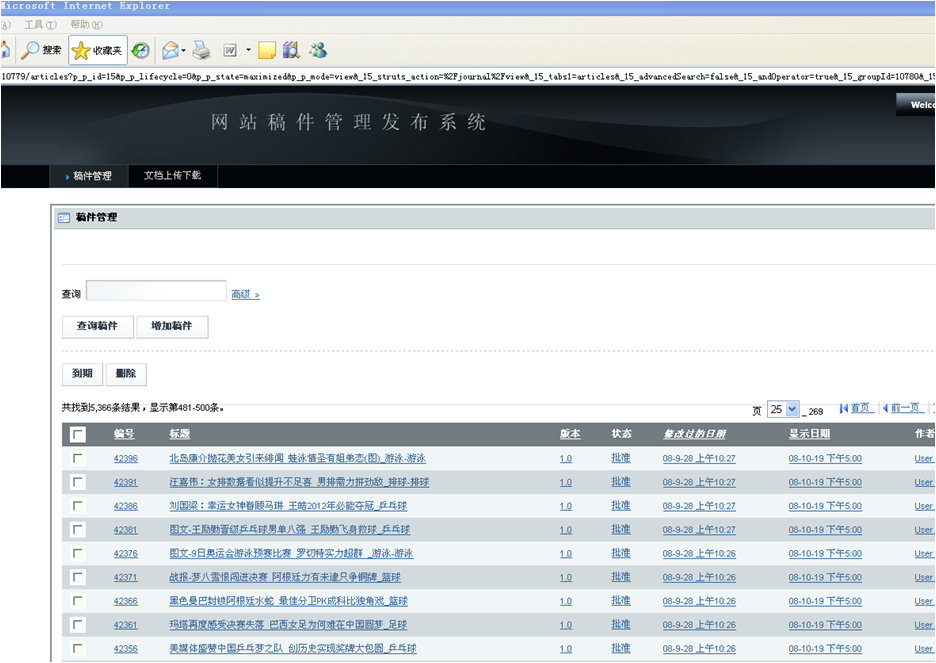 Microsoft Internet Explorer
(A) 工具(T) 帮助(H)
搜索 收藏夹
10779/articles?p_p_id=15&p_p_lifecycle=0&p_p_state=maximized&p_p_mode=view&_15_struts_action=%2Fjournal%2Fview&_15_tabs1=articles&_15_advancedSearch=false&_15_andOperator=true&_15_groupId=10780&_15
Welco
网站稿件管理发布系统
稿件管理 文档上传下载
稿件管理
查询 高级 »
查询稿件 增加稿件
到期 删除
共找到5,366条结果，显示第481-500条。
页 25 _ 269 首页 前一页
编号 标题 版本 状态 修改过的日期 显示日期 作者
42396 北岛康介抛花美女引来绯闻 蛙泳情圣有姐弟恋(图)_游泳-游泳 1.0 批准 08-9-28 上午10:27 08-10-19 下午5:00 User
42391 汪嘉伟：女排数据看似提升不足喜 男排需力拼劲敌_排球-排球 1.0 批准 08-9-28 上午10:27 08-10-19 下午5:00 User
42386 刘国梁：幸运女神眷顾马琳 王皓2012年必能夺冠_乒乓球 1.0 批准 08-9-28 上午10:27 08-10-19 下午5:00 User
42381 图文-王励勤晋级乒乓球男单八强 王励勤飞身救球_乒乓球 1.0 批准 08-9-28 上午10:27 08-10-19 下午5:00 User
42376 图文-9日奥运会游泳预赛比赛 罗切特实力超群 _游泳-游泳 1.0 批准 08-9-28 上午10:26 08-10-19 下午5:00 User
42371 战报-梦八雪恨闯进决赛 阿根廷力有未逮只争铜牌_篮球 1.0 批准 08-9-28 上午10:26 08-10-19 下午5:00 User
42366 黑色曼巴封锁阿根廷水蛇 最佳分卫PK成科比独角戏_篮球 1.0 批准 08-9-28 上午10:26 08-10-19 下午5:00 User
42361 玛塔再度感受决赛失落 巴西女足为何难在中国圆梦_足球 1.0 批准 08-9-28 上午10:26 08-10-19 下午5:00 User
42356 美媒体盛赞中国乒乓梦之队 创历史实现奖牌大包圆_乒乓球 1.0 批准 08-9-28 上午10:26 08-10-19 下午5:00 User